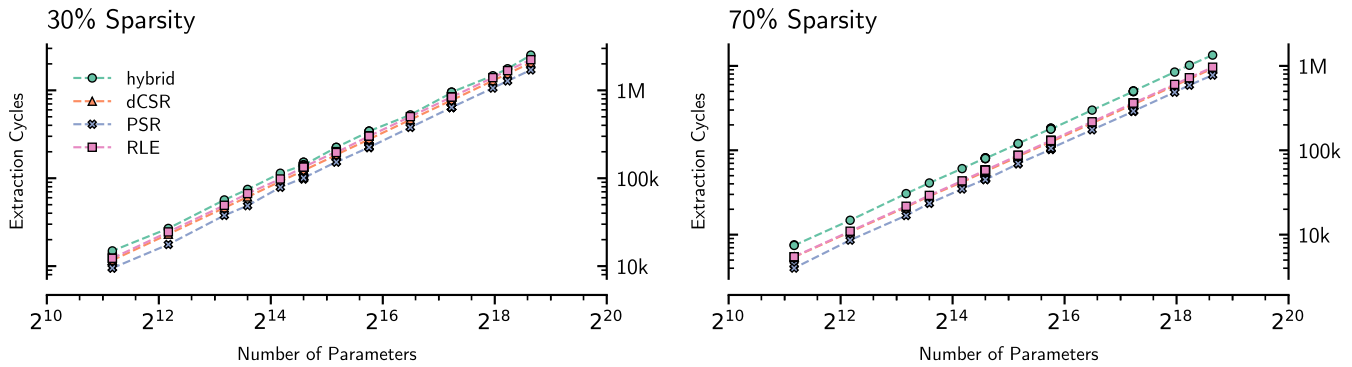 30% Sparsity
Extraction Cycles
hybrid
dCSR
PSR
RLE
1M
100k
10k
2^10 2^12 2^14 2^16 2^18 2^20
Number of Parameters
70% Sparsity
Extraction Cycles
1M
100k
10k
2^10 2^12 2^14 2^16 2^18 2^20
Number of Parameters